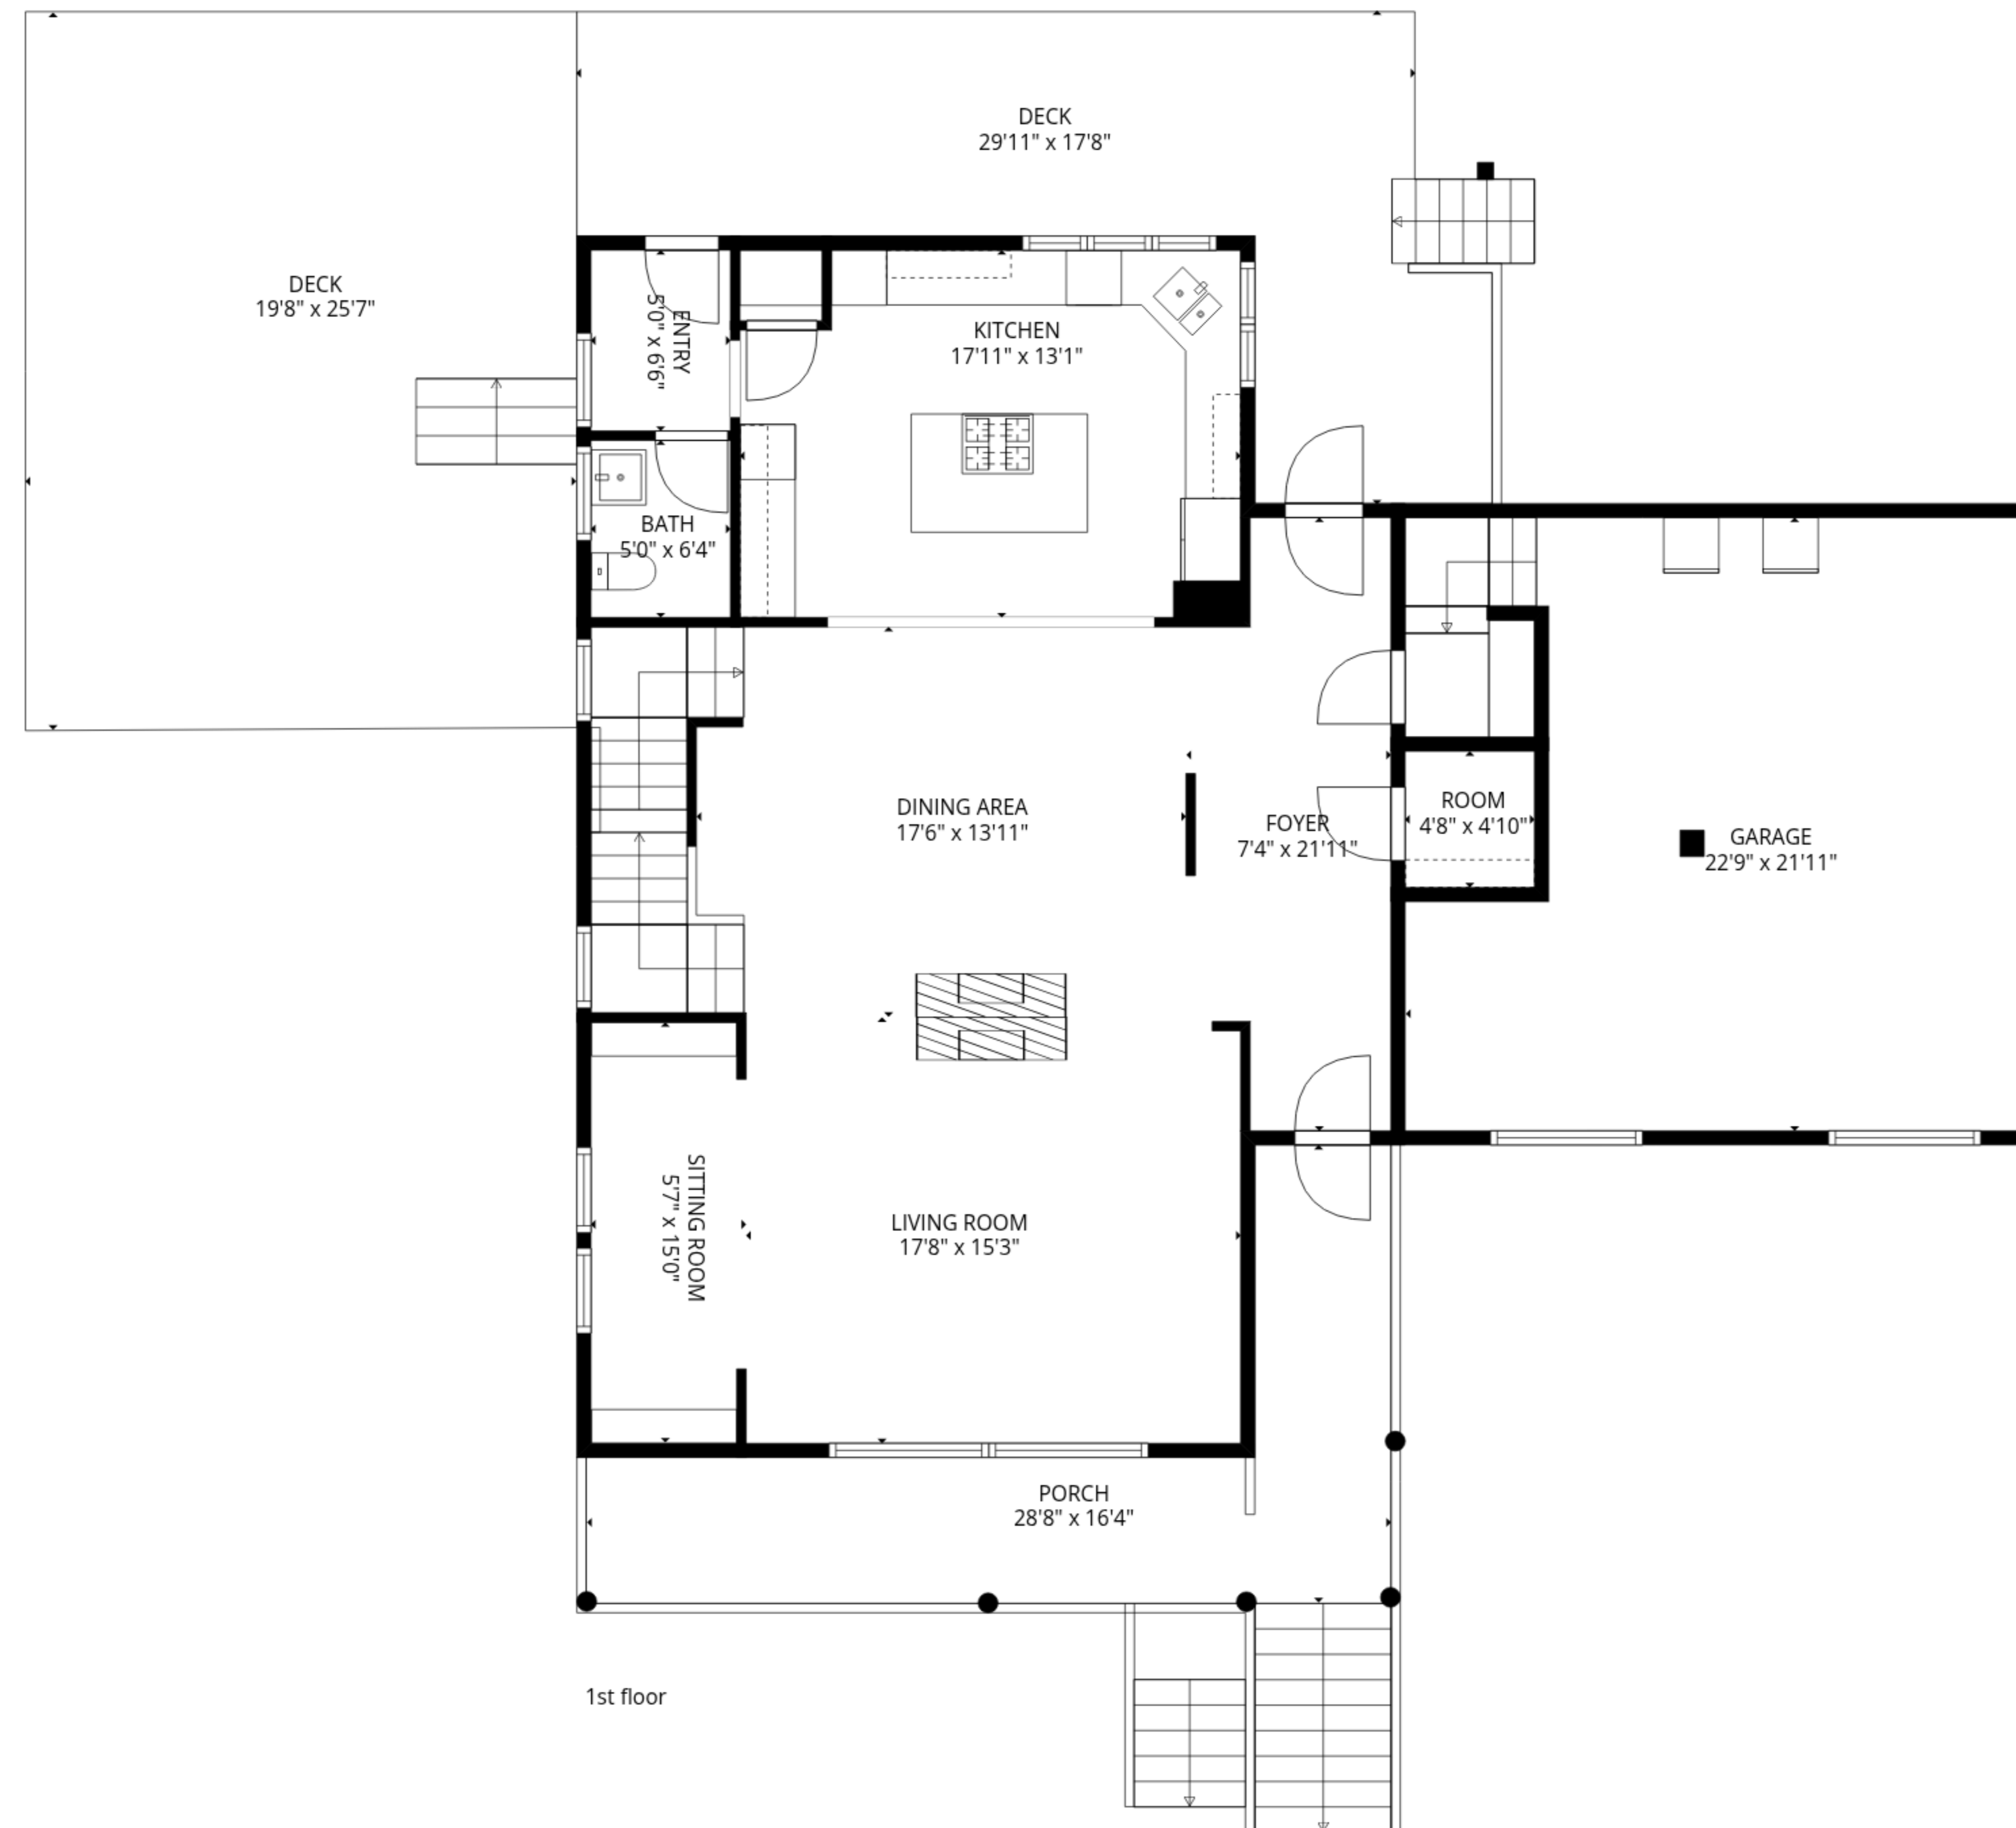 DECK
29'11" x 17'8"
DECK
19'8" x 25'7"
ENTRY
5'0" x 6'6"
KITCHEN
17'11" x 13'1"
BATH
5'0" x 6'4"
DINING AREA
17'6" x 13'11"
FOYER
7'4" x 21'11"
ROOM
4'8" x 4'10"
GARAGE
22'9" x 21'11"
SITTING ROOM
5'7" x 15'0"
LIVING ROOM
17'8" x 15'3"
PORCH
28'8" x 16'4"
1st floor